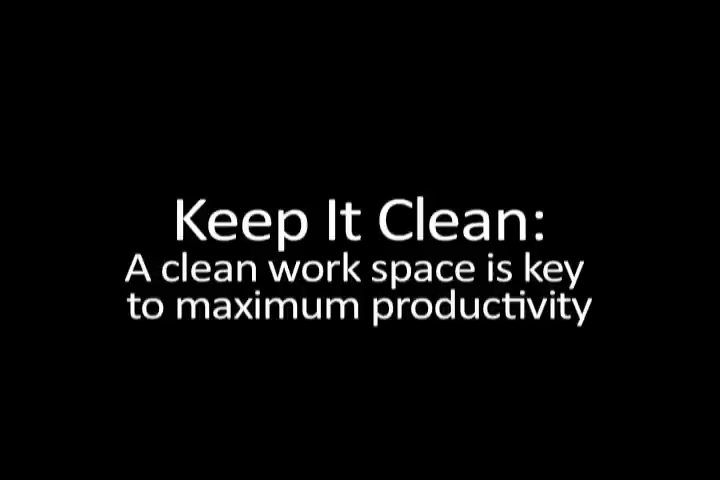 Keep It Clean:
A clean work space is key
to maximum productivity